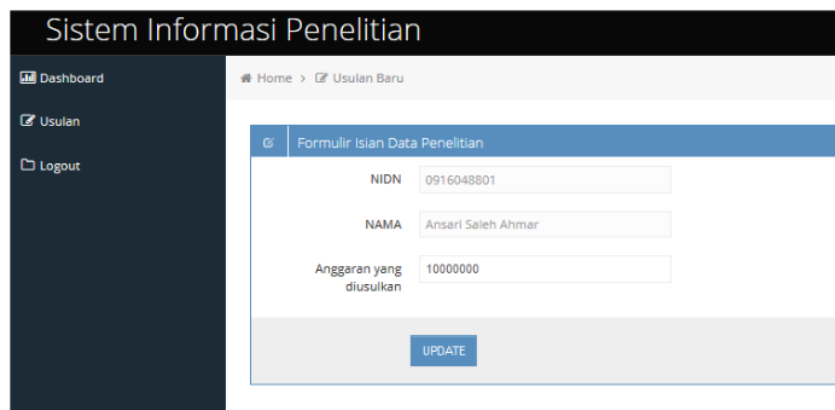 Sistem Informasi Penelitian
Dashboard
Usulan
Logout
Home > Usulan Baru
Formulir Isian Data Penelitian
NIDN 0916048801
NAMA Ansari Saleh Ahmar
Anggaran yang diusulkan 10000000
UPDATE